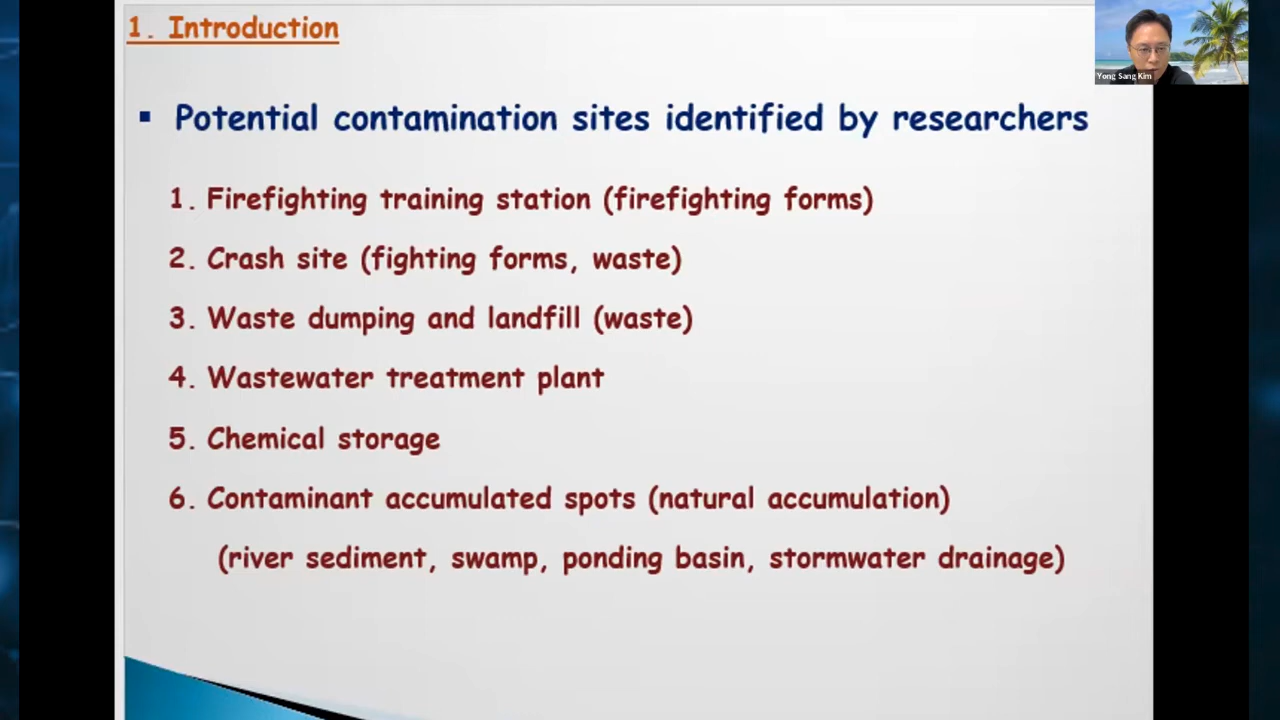 1. Introduction
Yong Sang Kim
▪ Potential contamination sites identified by researchers
1. Firefighting training station (firefighting forms)
2. Crash site (fighting forms, waste)
3. Waste dumping and landfill (waste)
4. Wastewater treatment plant
5. Chemical storage
6. Contaminant accumulated spots (natural accumulation)
(river sediment, swamp, ponding basin, stormwater drainage)